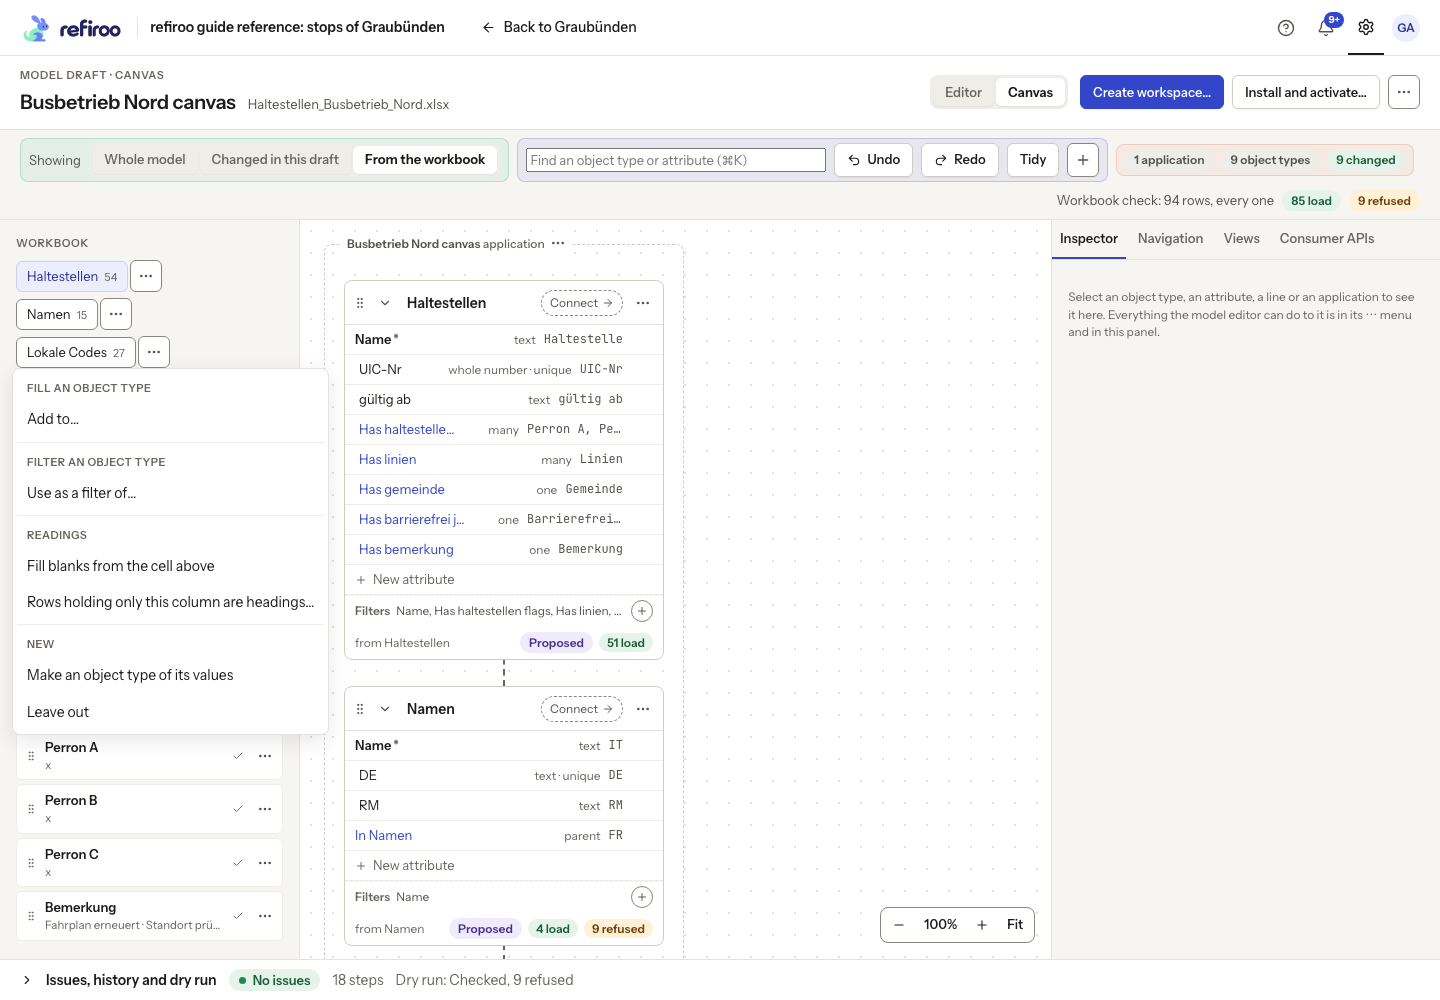 refiroo
refiroo guide reference: stops of Graubünden
← Back to Graubünden
9+
GA
MODEL DRAFT · CANVAS
Busbetrieb Nord canvas
Haltestellen_Busbetrieb_Nord.xlsx
Editor
Canvas
Create workspace…
Install and activate…
Showing
Whole model
Changed in this draft
From the workbook
Find an object type or attribute (⌘K)
Undo
Redo
Tidy
1 application
9 object types
9 changed
Workbook check: 94 rows, every one
85 load
9 refused
WORKBOOK
Haltestellen 54
Namen 15
Lokale Codes 27
FILL AN OBJECT TYPE
Add to…
FILTER AN OBJECT TYPE
Use as a filter of…
READINGS
Fill blanks from the cell above
Rows holding only this column are headings…
NEW
Make an object type of its values
Leave out
Perron A
x
Perron B
x
Perron C
x
Bemerkung
Fahrplan erneuert · Standort prü…
Busbetrieb Nord canvas application
Haltestellen
Connect →
Name * text Haltestelle
UIC-Nr whole number · unique UIC-Nr
gültig ab text gültig ab
Has haltestelle… many Perron A, Pe…
Has linien many Linien
Has gemeinde one Gemeinde
Has barrierefrei j… one Barrierefrei…
Has bemerkung one Bemerkung
+ New attribute
Filters Name, Has haltestellen flags, Has linien, …
from Haltestellen
Proposed
51 load
Namen
Connect →
Name * text IT
DE text · unique DE
RM text RM
In Namen parent FR
+ New attribute
Filters Name
from Namen
Proposed
4 load
9 refused
− 100% + Fit
Inspector
Navigation
Views
Consumer APIs
Select an object type, an attribute, a line or an application to see
it here. Everything the model editor can do to it is in its ⋯ menu
and in this panel.
Issues, history and dry run
No issues
18 steps
Dry run: Checked, 9 refused